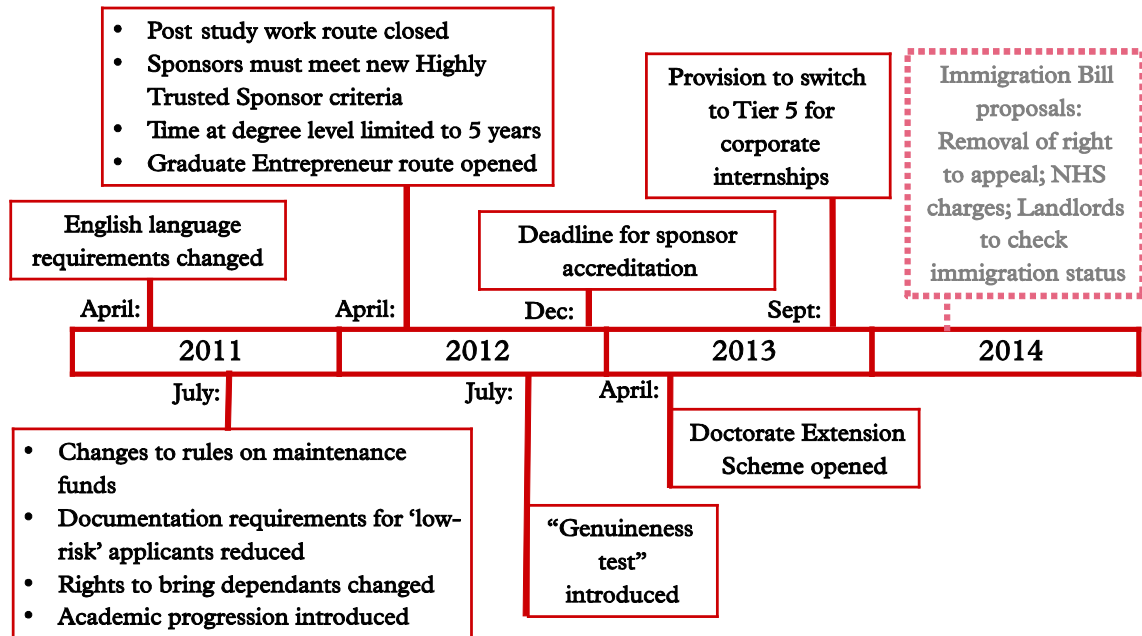 • Post study work route closed
• Sponsors must meet new Highly
Trusted Sponsor criteria
• Time at degree level limited to 5 years
• Graduate Entrepreneur route opened
Provision to switch
to Tier 5 for
corporate
internships
Immigration Bill
proposals:
Removal of right
to appeal; NHS
charges; Landlords
to check
immigration status
English language
requirements changed
Deadline for sponsor
accreditation
April:
April:
Dec:
Sept:
2011
2012
2013
2014
July:
July:
April:
• Changes to rules on maintenance
funds
• Documentation requirements for ‘low-
risk’ applicants reduced
• Rights to bring dependants changed
• Academic progression introduced
“Genuineness
test”
introduced
Doctorate Extension
Scheme opened